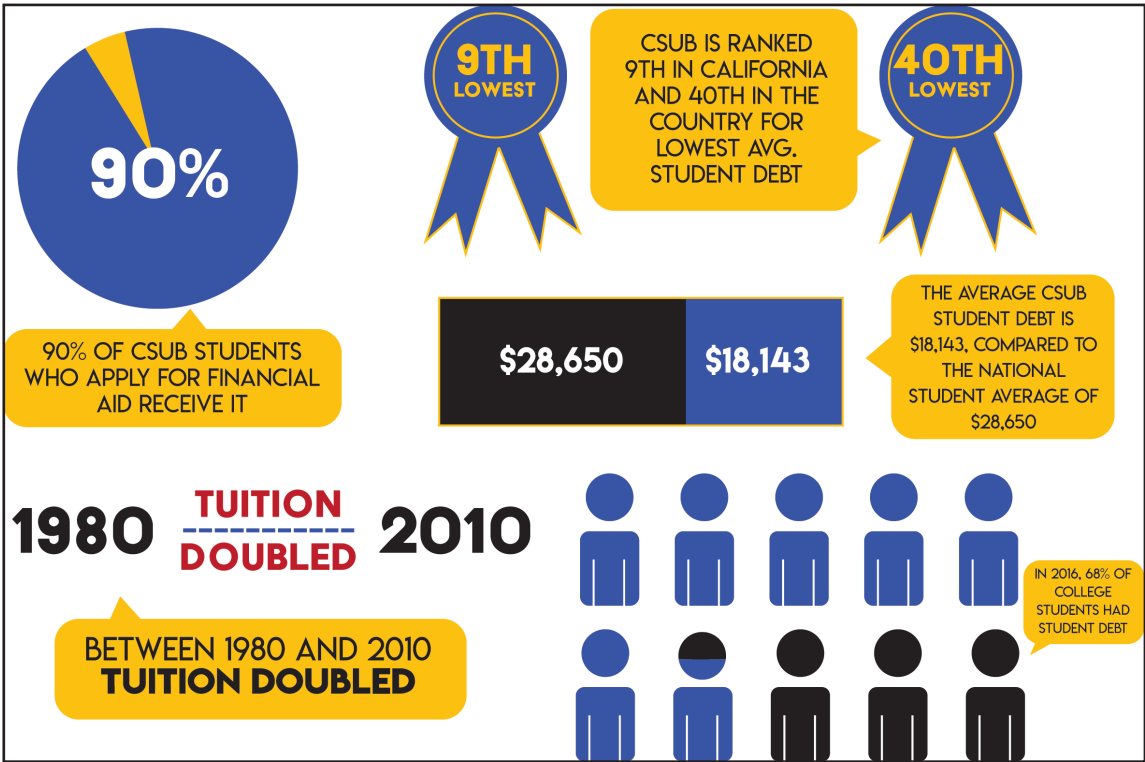 90%
90% OF CSUB STUDENTS
WHO APPLY FOR FINANCIAL
AID RECEIVE IT
9TH
LOWEST
CSUB IS RANKED
9TH IN CALIFORNIA
AND 40TH IN THE
COUNTRY FOR
LOWEST AVG.
STUDENT DEBT
40TH
LOWEST
$28,650
$18,143
THE AVERAGE CSUB
STUDENT DEBT IS
$18,143, COMPARED TO
THE NATIONAL
STUDENT AVERAGE OF
$28,650
1980
TUITION
DOUBLED
2010
BETWEEN 1980 AND 2010
TUITION DOUBLED
IN 2016, 68% OF
COLLEGE
STUDENTS HAD
STUDENT DEBT